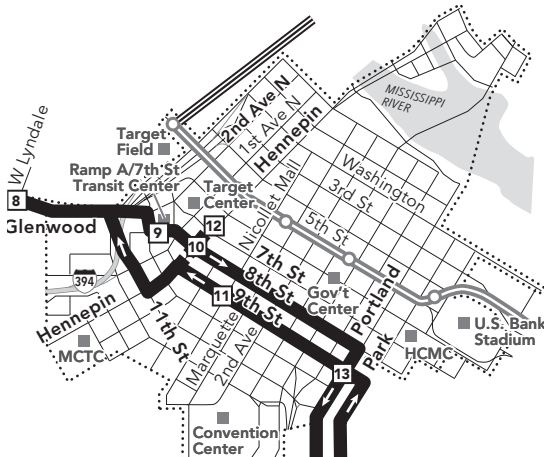 MISSISSIPPI
RIVER
2nd Ave N
1st Ave N
Hennepin
Target
Field
W Lyndale
Ramp A/7th St
Transit Center
Target
Center
Washington
3rd St
5th St
Nicollet Mall
8
Glenwood
9
12
10
7th St
8th St
9th St
11
394
Hennepin
11th St
Gov't
Center
Portland
Park
U.S. Bank
Stadium
HCMC
MCTC
Marquette
2nd Ave
13
Convention
Center